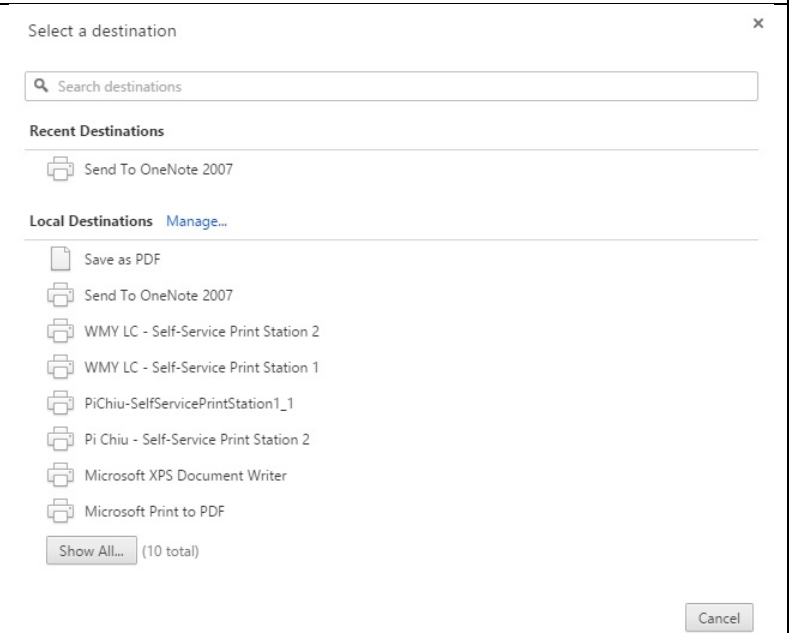 Select a destination
Search destinations
Recent Destinations
Send To OneNote 2007
Local Destinations Manage...
Save as PDF
Send To OneNote 2007
WMY LC - Self-Service Print Station 2
WMY LC - Self-Service Print Station 1
PiChiu-SelfServicePrintStation1_1
Pi Chiu - Self-Service Print Station 2
Microsoft XPS Document Writer
Microsoft Print to PDF
Show All... (10 total)
Cancel